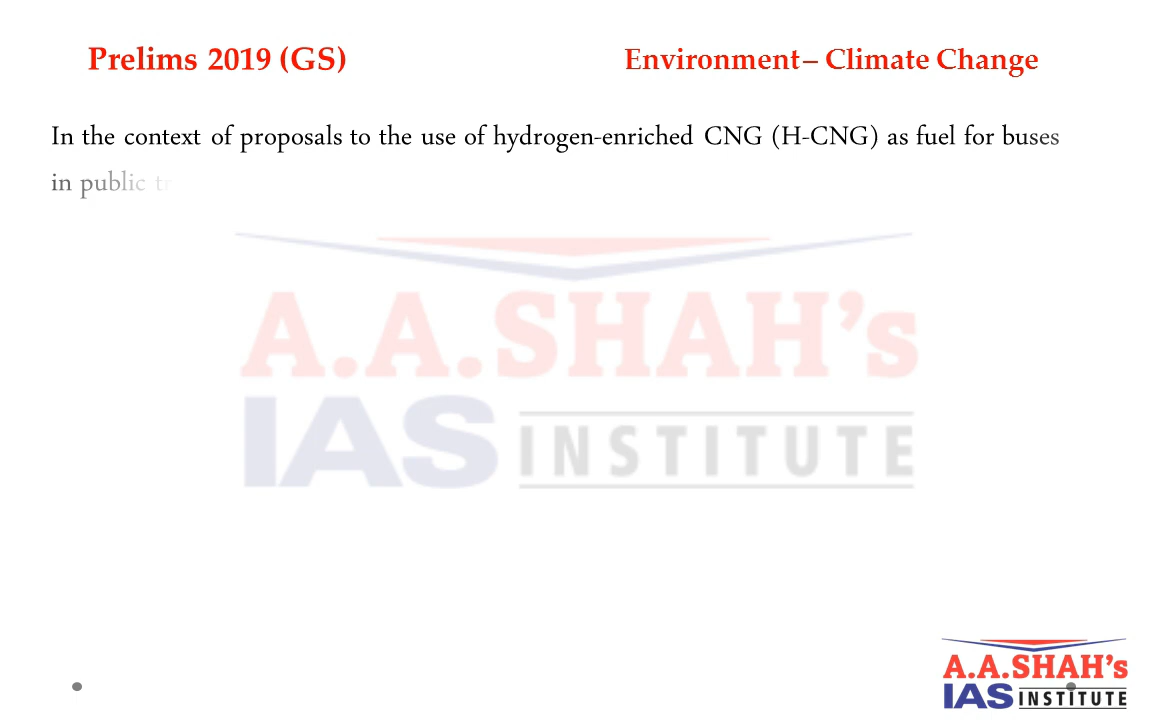 Prelims 2019 (GS)
Environment– Climate Change
In the context of proposals to the use of hydrogen-enriched CNG (H-CNG) as fuel for buses
in public
A.A.SHAH's
IAS INSTITUTE
A.A.SHAH's
IAS INSTITUTE